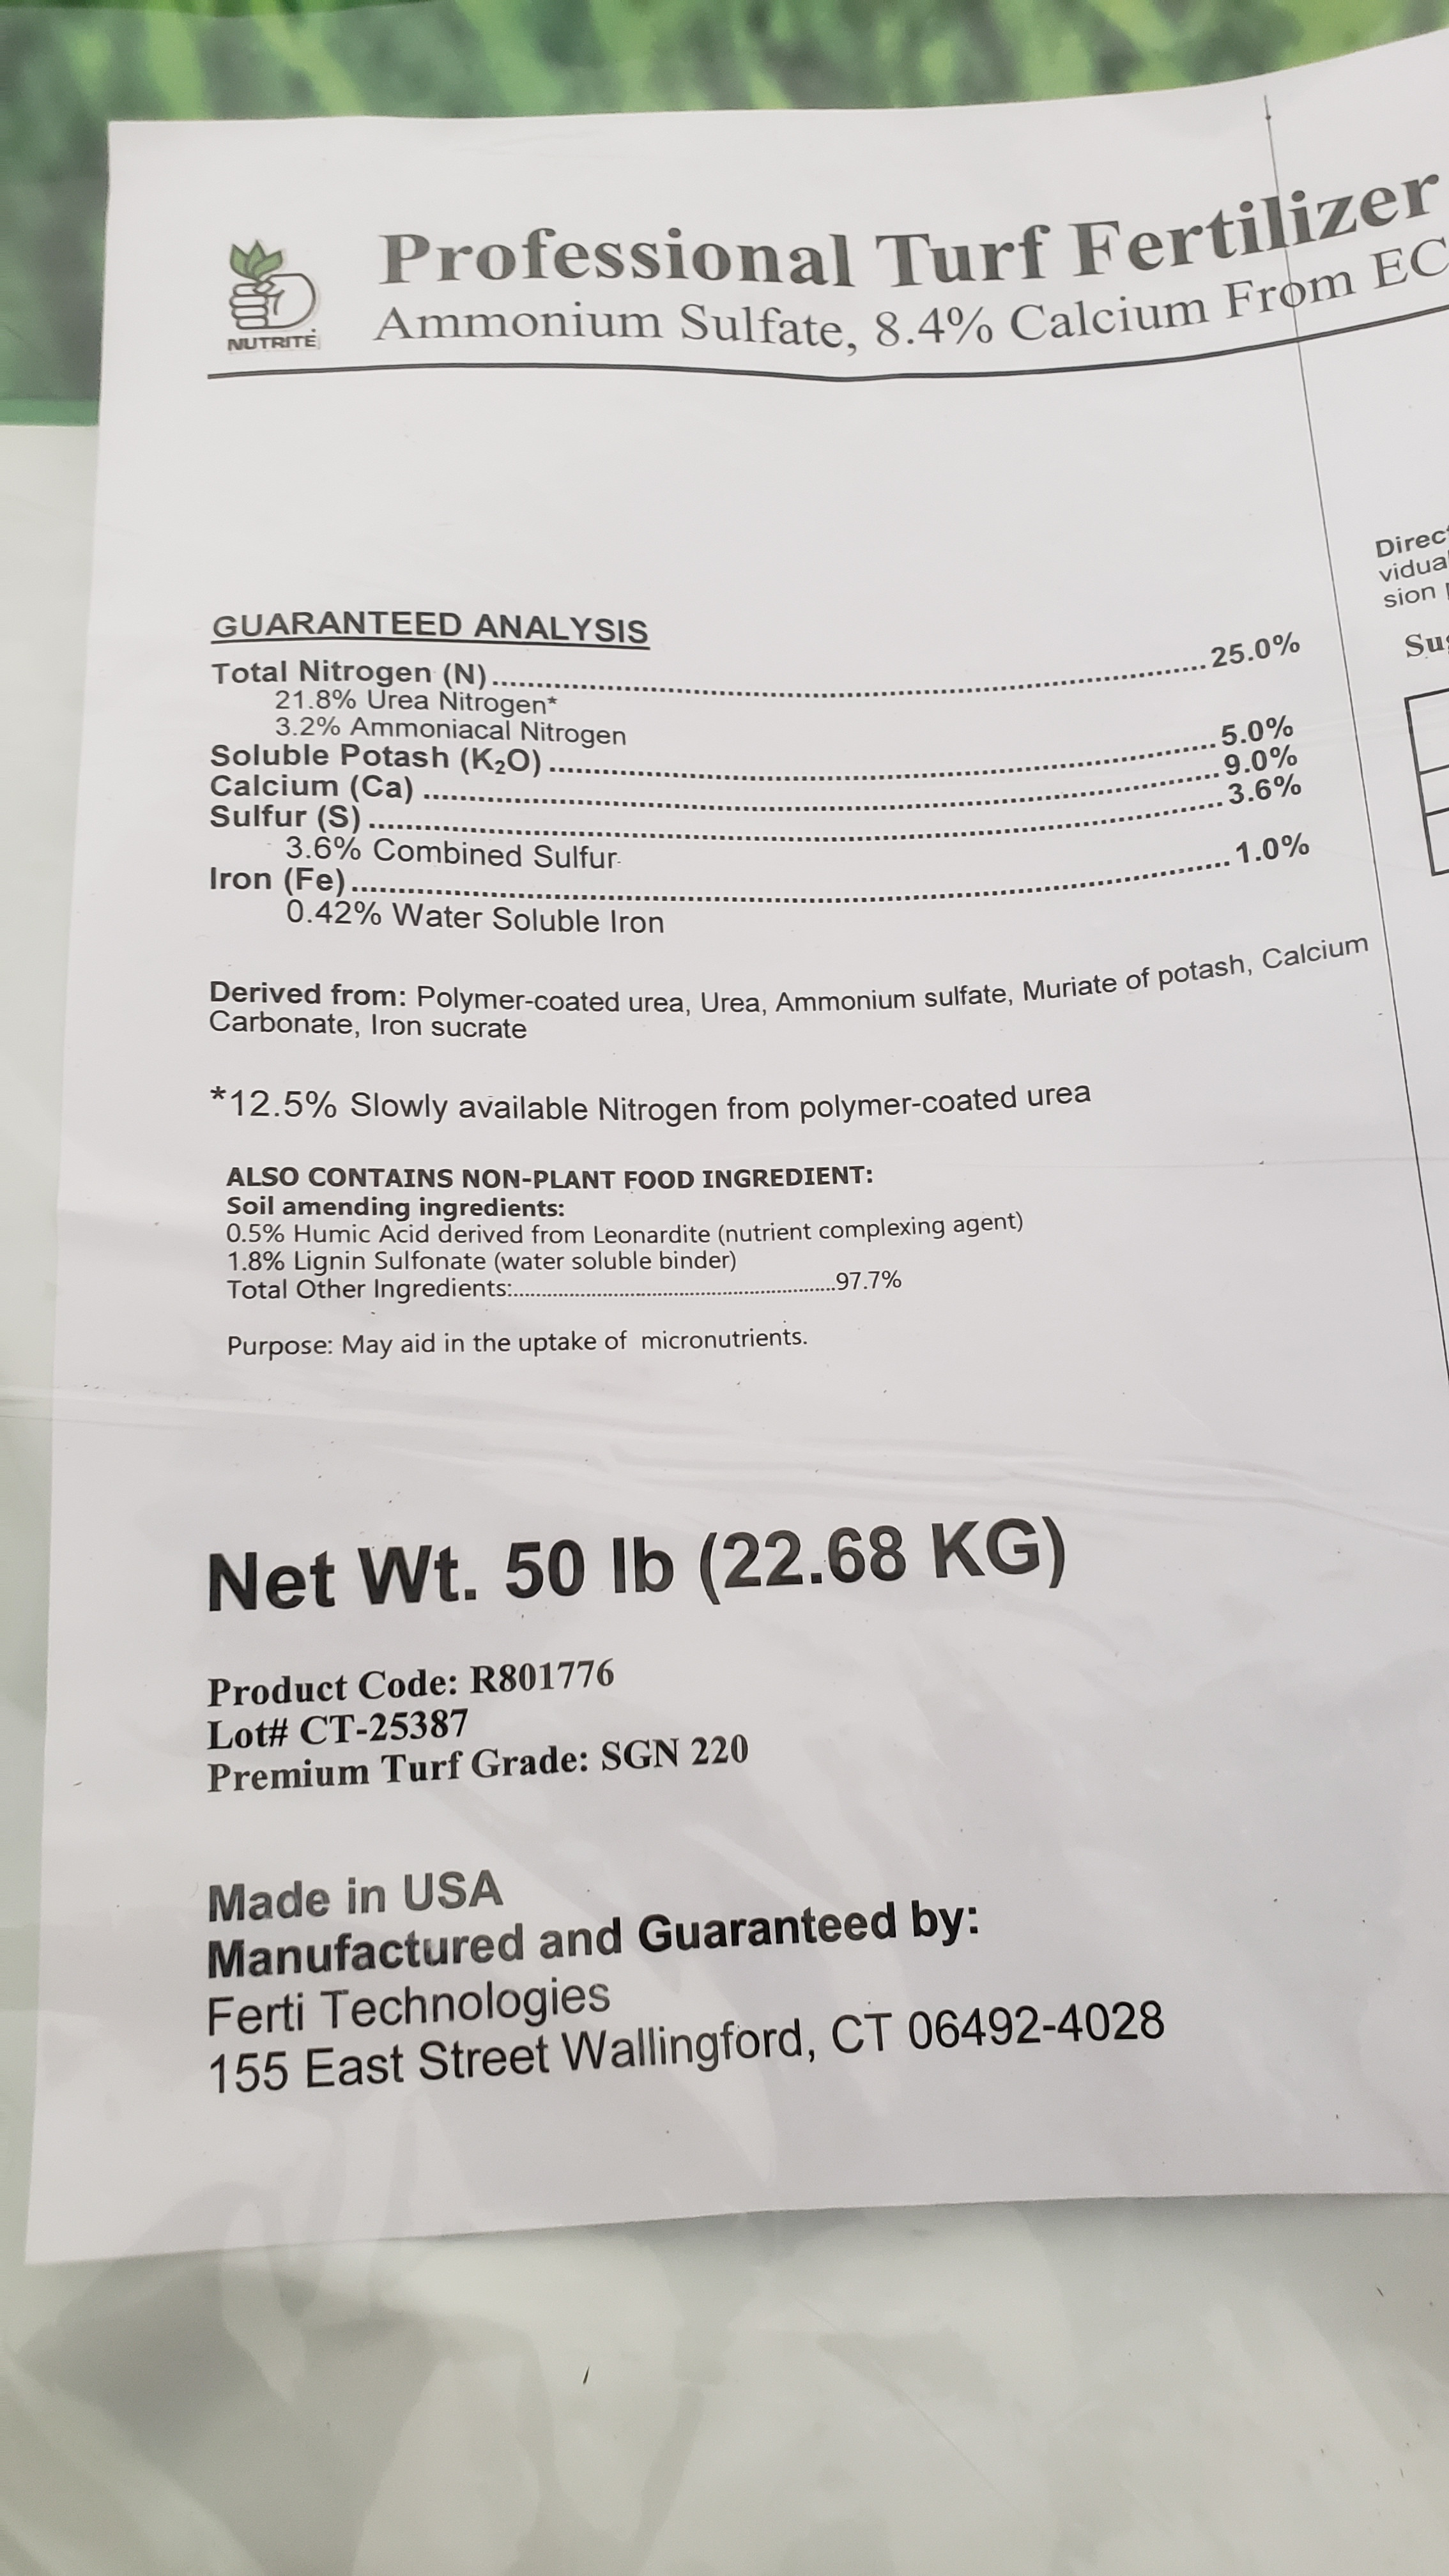 Professional Turf Fertilizer
Ammonium Sulfate, 8.4% Calcium From EC
NUTRITE
GUARANTEED ANALYSIS
Total Nitrogen (N)..........25.0%
21.8% Urea Nitrogen*
3.2% Ammoniacal Nitrogen
Soluble Potash (K₂O)..........5.0%
Calcium (Ca)..........9.0%
Sulfur (S)..........3.6%
3.6% Combined Sulfur
Iron (Fe)..........1.0%
0.42% Water Soluble Iron
Derived from: Polymer-coated urea, Urea, Ammonium sulfate, Muriate of potash, Calcium
Carbonate, Iron sucrate
*12.5% Slowly available Nitrogen from polymer-coated urea
ALSO CONTAINS NON-PLANT FOOD INGREDIENT:
Soil amending ingredients:
0.5% Humic Acid derived from Leonardite (nutrient complexing agent)
1.8% Lignin Sulfonate (water soluble binder)
Total Other Ingredients:..........97.7%
Purpose: May aid in the uptake of micronutrients.
Net Wt. 50 lb (22.68 KG)
Product Code: R801776
Lot# CT-25387
Premium Turf Grade: SGN 220
Made in USA
Manufactured and Guaranteed by:
Ferti Technologies
155 East Street Wallingford, CT 06492-4028
Direc
vidua
sion
Su